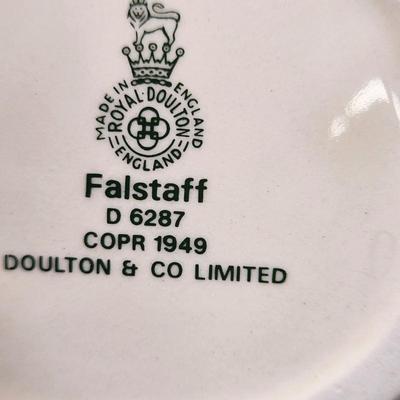 MADE IN ENGLAND
ROYAL·DOULTON
ENGLAND
Falstaff
D 6287
COPR 1949
DOULTON & CO LIMITED